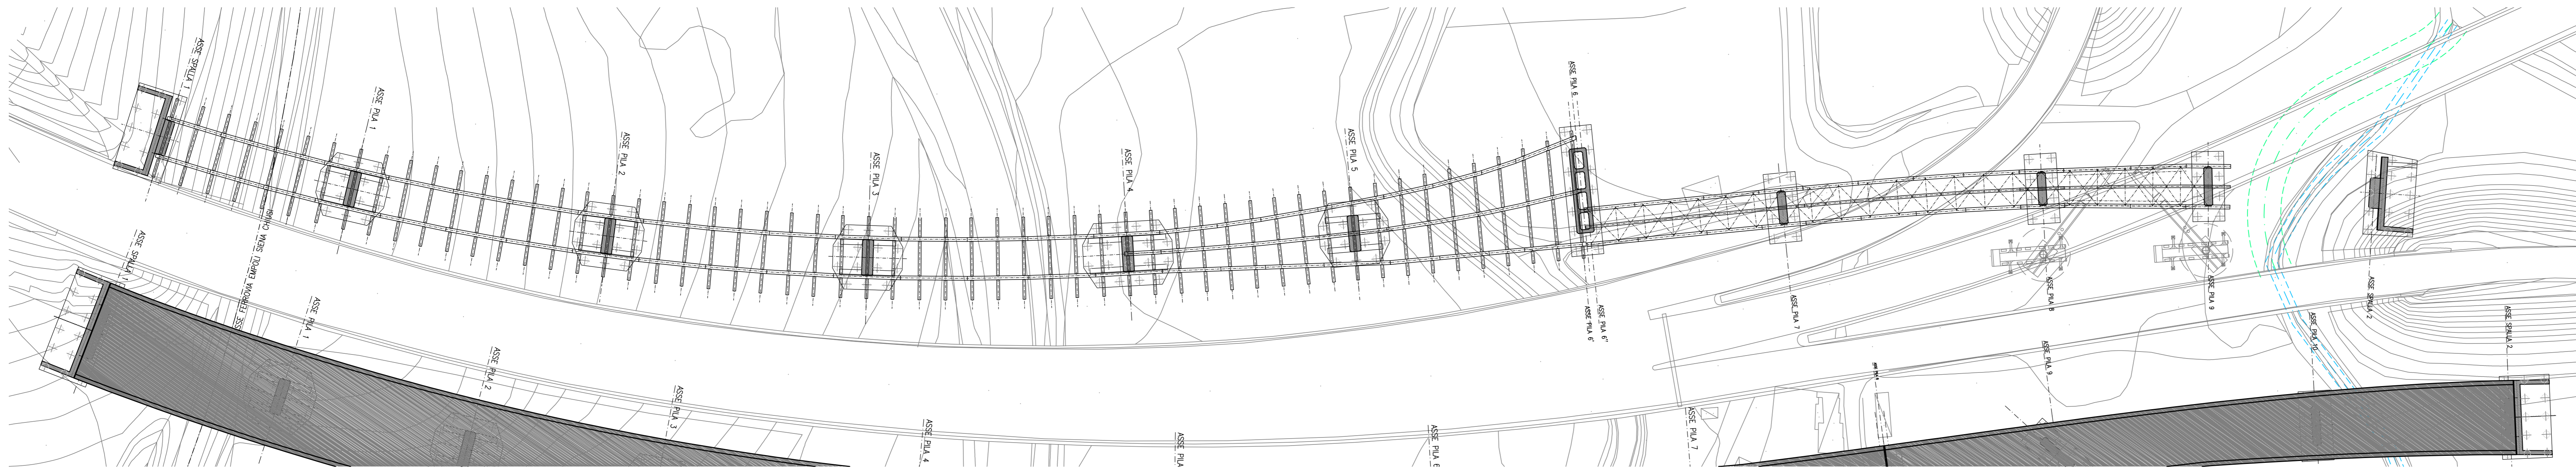 ASSE SPALLA 1
ASSE PILA 1
ASSE PILA 2
ASSE PILA 3
ASSE PILA 4
ASSE PILA 5
ASSE PILA 6
ASSE PILA 6'
ASSE PILA 6"
ASSE PILA 7
ASSE PILA 8
ASSE PILA 9
ASSE SPALLA 2
ASSE SPALLA 1
ASSE FERROVIA EMPOLI SIENA CHIUSI
ASSE PILA 1
ASSE PILA 2
ASSE PILA 3
ASSE PILA 4
ASSE PILA
ASSE PILA 6
ASSE PILA 7
ASSE PILA 9
ASSE PILA 10
ASSE SPALLA 2